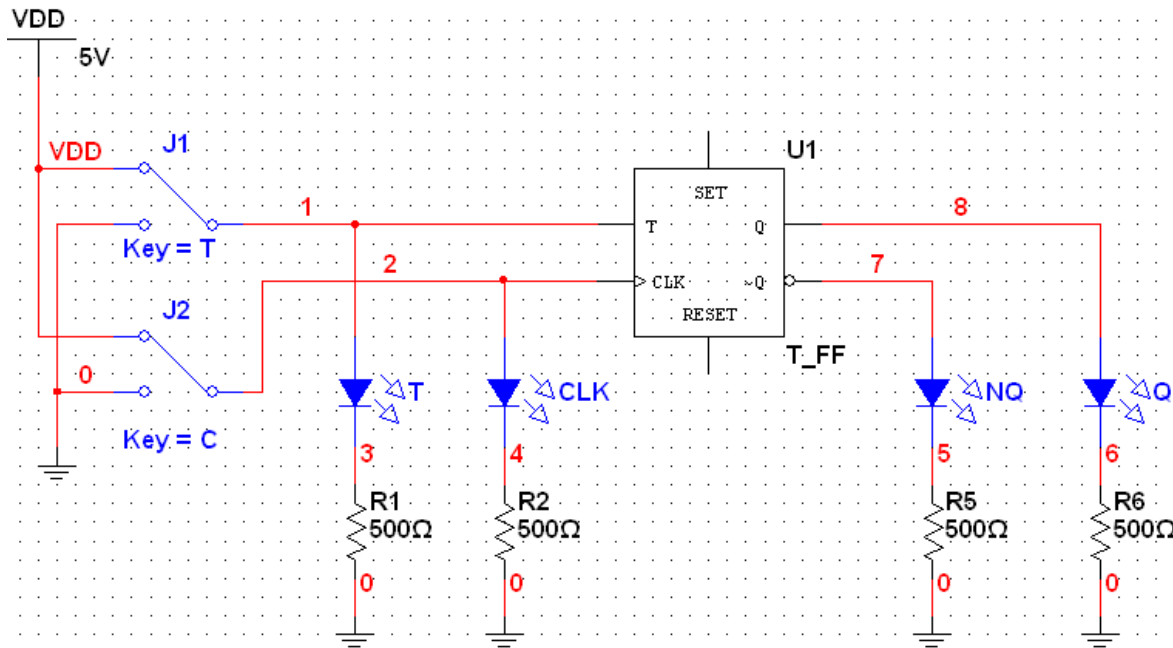 VDD
5V
VDD
J1
Key = T
1
2
J2
0
Key = C
U1
SET
T Q
CLK ~Q
RESET
T_FF
8
7
T
CLK
NQ
Q
3
4
5
6
R1
500Ω
R2
500Ω
R5
500Ω
R6
500Ω
0
0
0
0